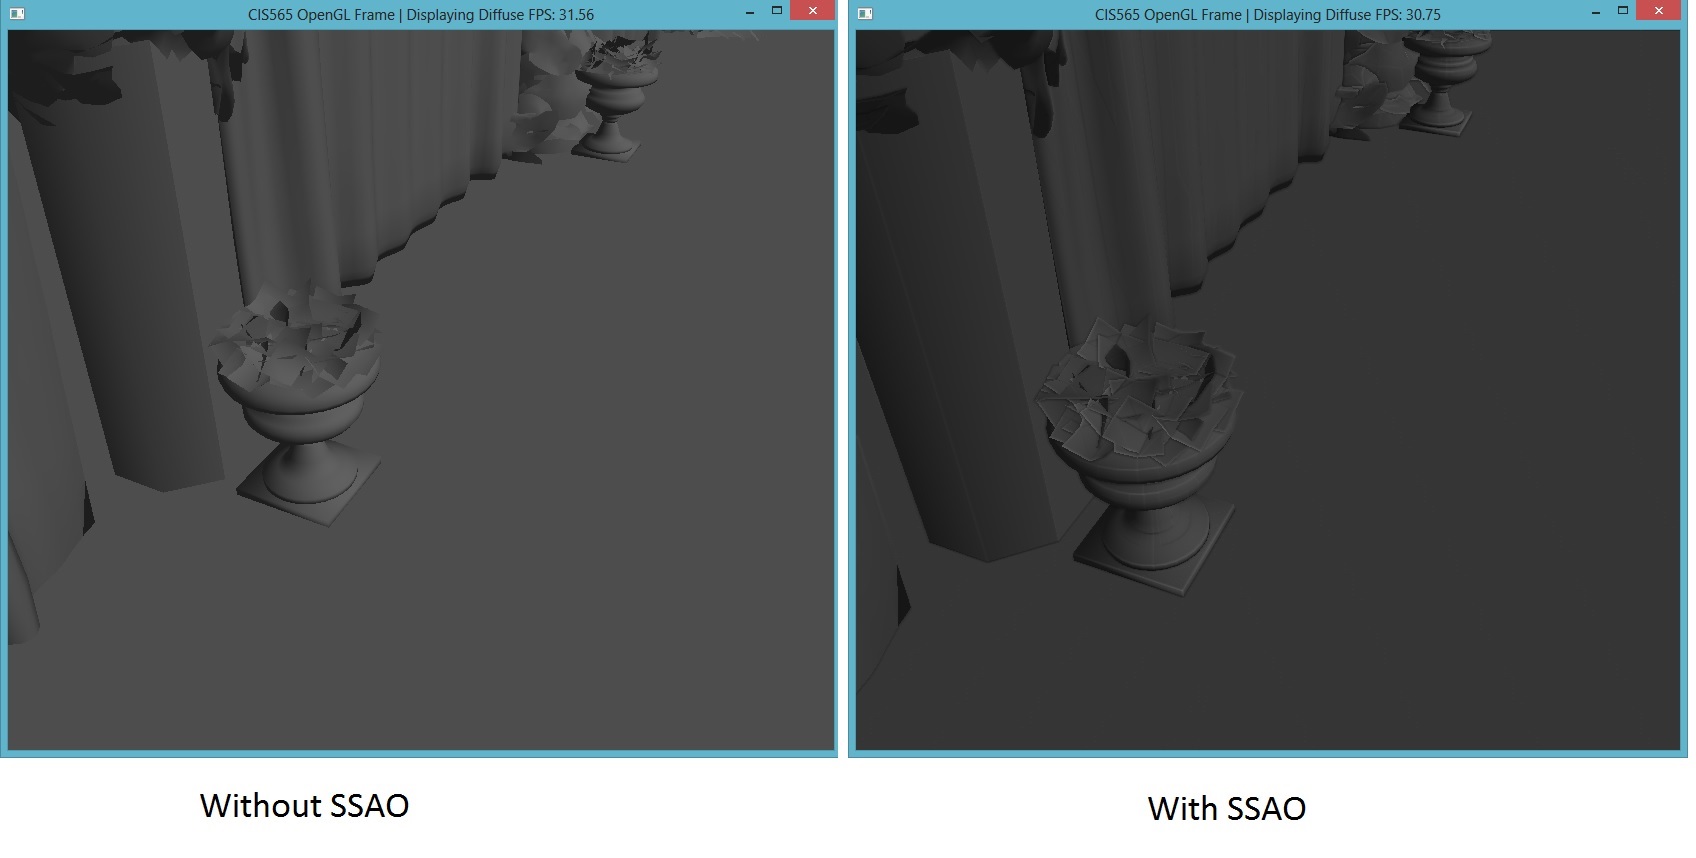 CIS565 OpenGL Frame | Displaying Diffuse FPS: 31.56
CIS565 OpenGL Frame | Displaying Diffuse FPS: 30.75
Without SSAO
With SSAO